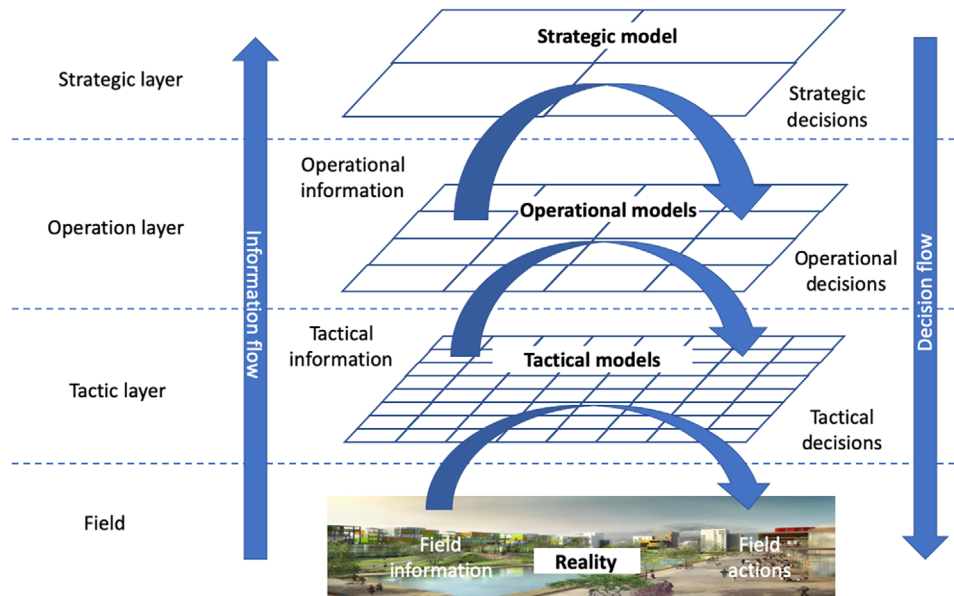 Strategic model
Strategic layer
Strategic
decisions
Operational
information
Operational models
Operation layer
Operational
decisions
Information flow
Decision flow
Tactical
information
Tactical models
Tactic layer
Tactical
decisions
Field
Field
information
Reality
Field
actions